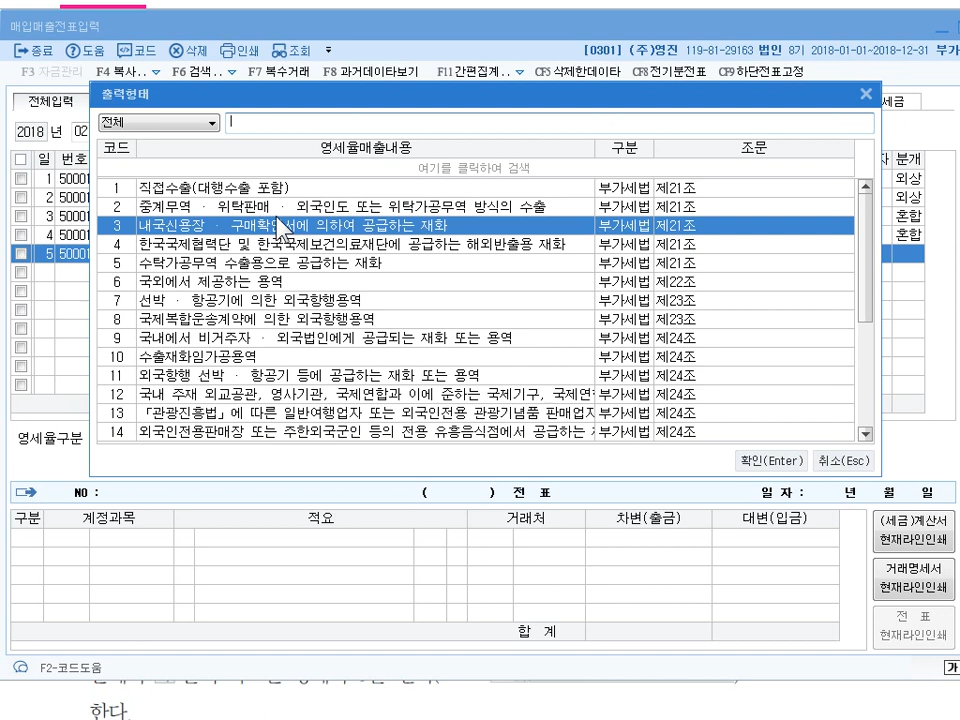 매입매출전표입력
종료 도움 코드 삭제 인쇄 조회 [0301] (주)영진 119-81-29163 법인 8기 2018-01-01~2018-12-31 부가
F3 자금관리 F4 복사.. F6 검색.. F7 복수거래 F8 과거데이타보기 F11간편집계.. CF5 삭제한데이타 CF8전기분전표 CF9하단전표고정
전체입력 출력형태 세금
2018 년 02 전체
일 번호 코드 영세율매출내용 구분 조문 분개
여기를 클릭하여 검색
1 50001 1 직접수출(대행수출 포함) 부가세법 제21조 외상
2 50001 2 중계무역 · 위탁판매 · 외국인도 또는 위탁가공무역 방식의 수출 부가세법 제21조 외상
3 50001 3 내국신용장 · 구매확인서에 의하여 공급하는 재화 부가세법 제21조 혼합
4 50001 4 한국국제협력단 및 한국국제보건의료재단에 공급하는 해외반출용 재화 부가세법 제21조 혼합
5 50001 5 수탁가공무역 수출용으로 공급하는 재화 부가세법 제21조
6 국외에서 제공하는 용역 부가세법 제22조
7 선박 · 항공기에 의한 외국항행용역 부가세법 제23조
8 국제복합운송계약에 의한 외국항행용역 부가세법 제23조
9 국내에서 비거주자 · 외국법인에게 공급되는 재화 또는 용역 부가세법 제24조
10 수출재화임가공용역 부가세법 제24조
11 외국항행 선박 · 항공기 등에 공급하는 재화 또는 용역 부가세법 제24조
12 국내 주재 외교공관, 영사기관, 국제연합과 이에 준하는 국제기구, 국제연 부가세법 제24조
13 「관광진흥법」에 따른 일반여행업자 또는 외국인전용 관광기념품 판매업자 부가세법 제24조
14 외국인전용판매장 또는 주한외국군인 등의 전용 유흥음식점에서 공급하는 부가세법 제24조
영세율구분
확인(Enter) 취소(Esc)
NO : ( ) 전 표 일 자 : 년 월 일
구분 계정과목 적요 거래처 차변(출금) 대변(입금)
(세금)계산서
현재라인인쇄
거래명세서
현재라인인쇄
전 표
현재라인인쇄
합 계
F2-코드도움 가
한다.